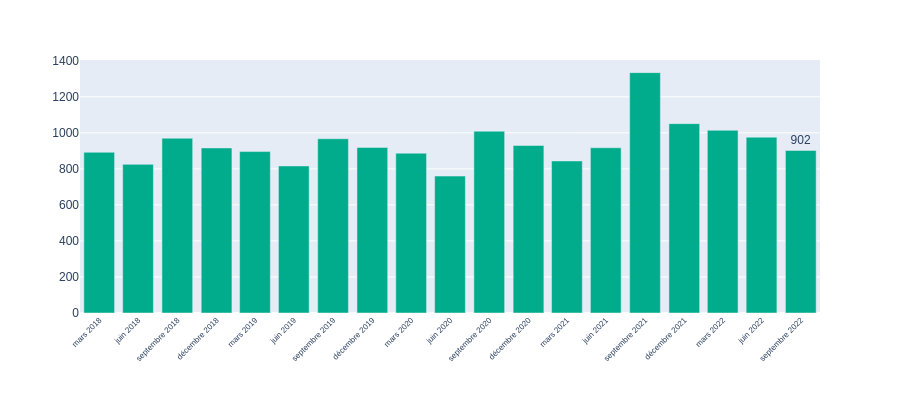 1400
1200
1000
800
600
400
200
0
902
mars 2018
juin 2018
septembre 2018
décembre 2018
mars 2019
juin 2019
septembre 2019
décembre 2019
mars 2020
juin 2020
septembre 2020
décembre 2020
mars 2021
juin 2021
septembre 2021
décembre 2021
mars 2022
juin 2022
septembre 2022